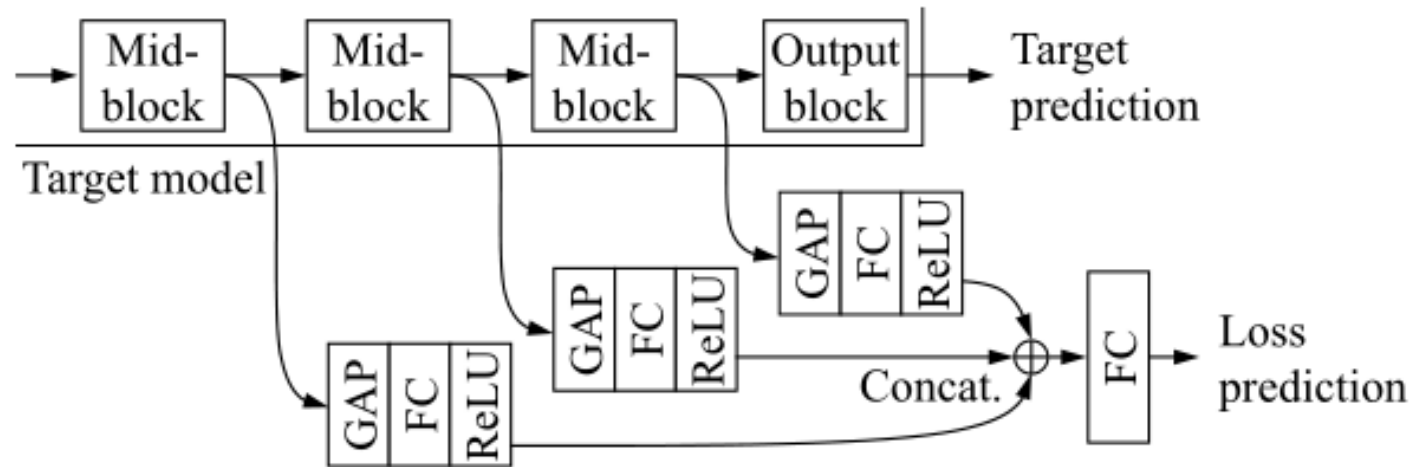 Mid-
block
Mid-
block
Mid-
block
Output
block
Target
prediction
Target model
GAP
FC
ReLU
GAP
FC
ReLU
GAP
FC
ReLU
Concat.
FC
Loss
prediction